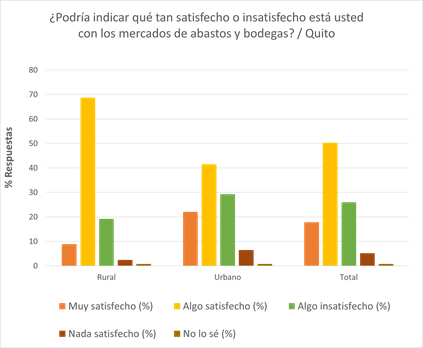 ¿Podría indicar qué tan satisfecho o insatisfecho está usted
con los mercados de abastos y bodegas? / Quito
% Respuestas
80
70
60
50
40
30
20
10
0
Rural
Urbano
Total
Muy satisfecho (%)
Algo satisfecho (%)
Algo insatisfecho (%)
Nada satisfecho (%)
No lo sé (%)